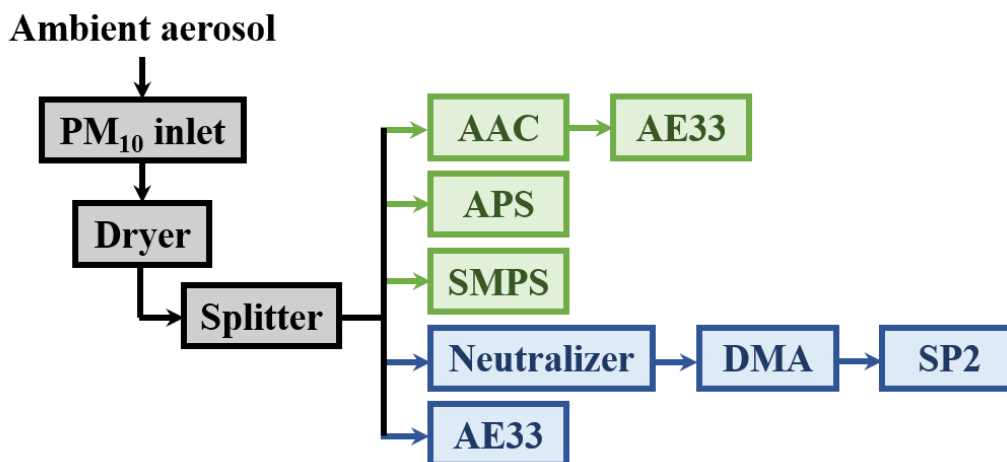 Ambient aerosol
PM₁₀ inlet
Dryer
Splitter
AAC
AE33
APS
SMPS
Neutralizer
DMA
SP2
AE33